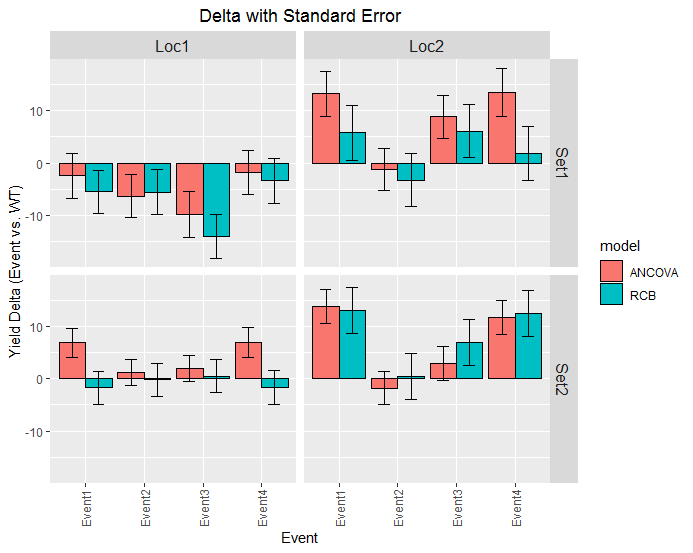 Delta with Standard Error
Loc1
Loc2
Yield Delta (Event vs. WT)
10
0
-10
Set1
10
0
-10
Set2
Event1
Event2
Event3
Event4
Event1
Event2
Event3
Event4
Event
model
ANCOVA
RCB